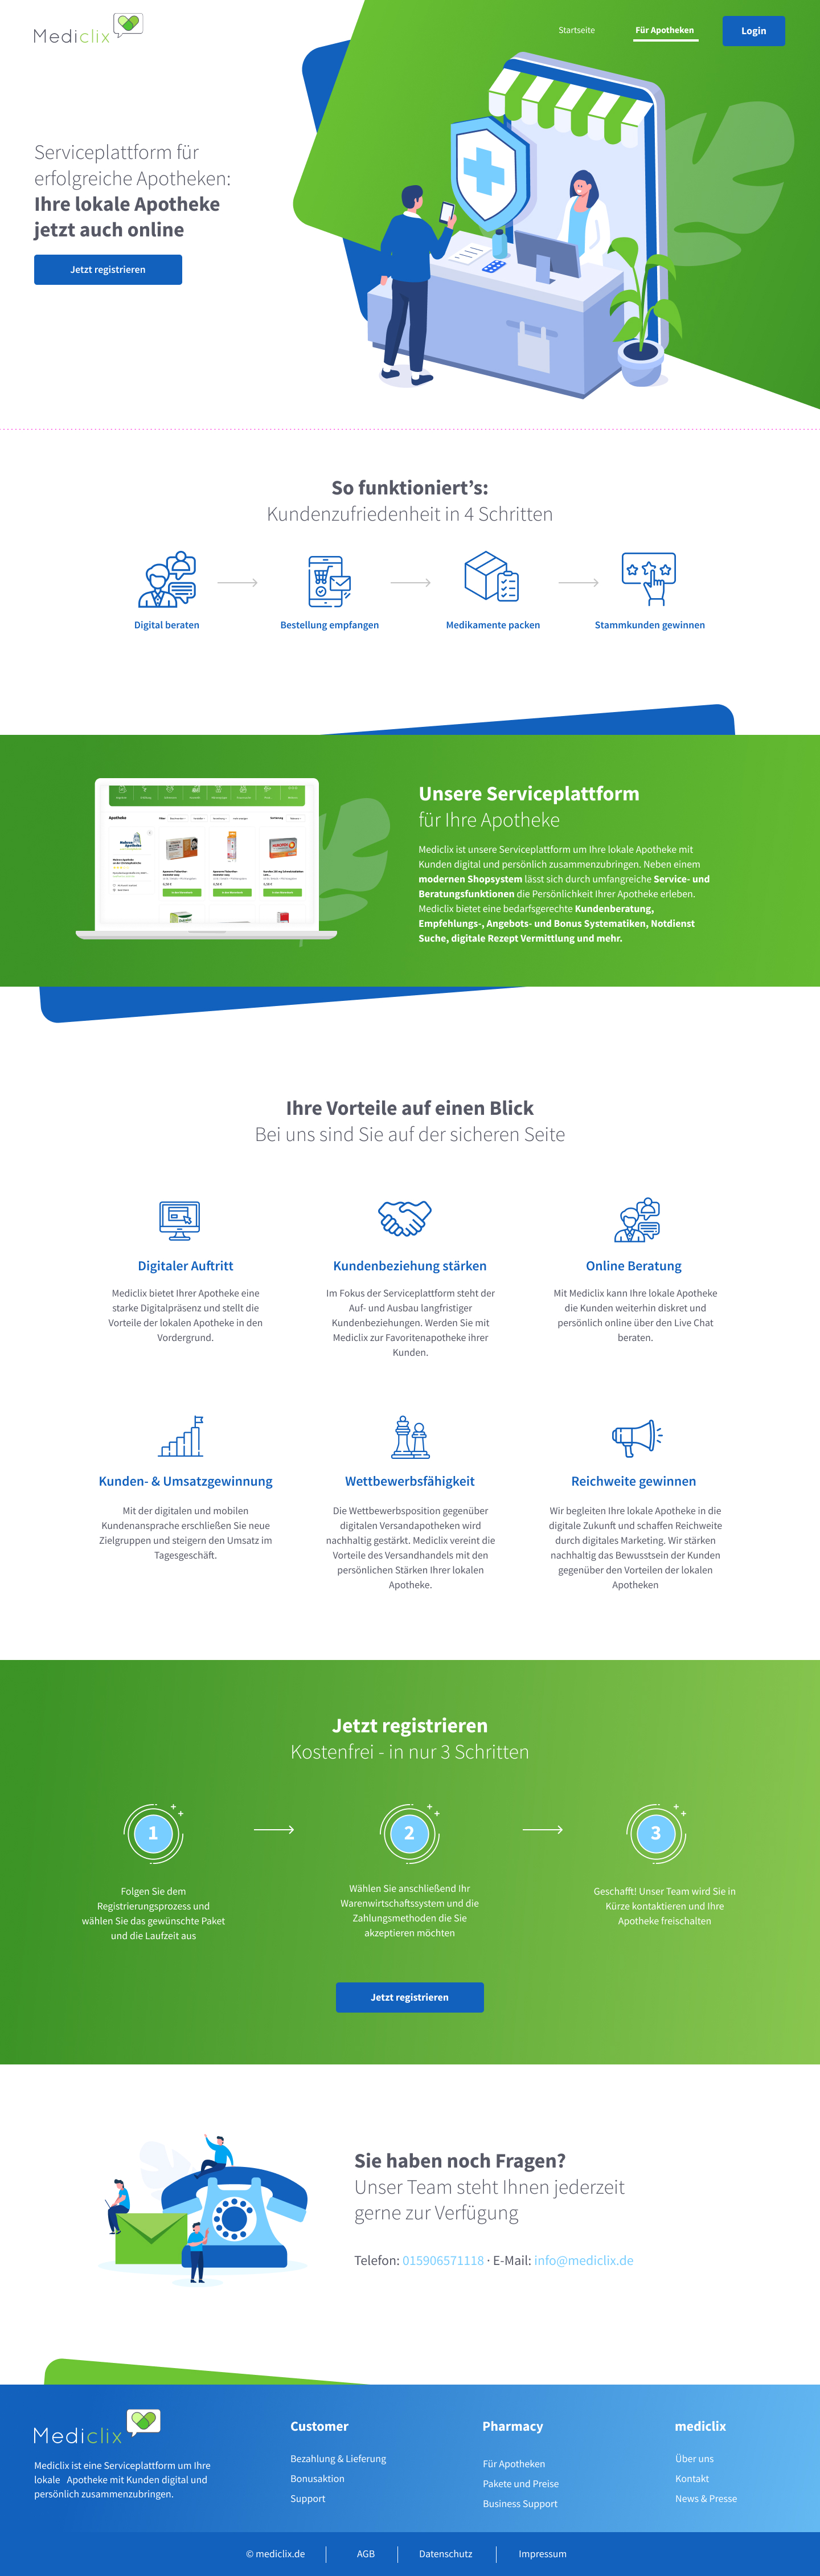 Mediclix
Startseite
Für Apotheken
Login
Serviceplattform für
erfolgreiche Apotheken:
Ihre lokale Apotheke
jetzt auch online
Jetzt registrieren
So funktioniert's:
Kundenzufriedenheit in 4 Schritten
Digital beraten
Bestellung empfangen
Medikamente packen
Stammkunden gewinnen
Apotheke
Unsere Serviceplattform
für Ihre Apotheke
Mediclix ist unsere Serviceplattform um Ihre lokale Apotheke mit
Kunden digital und persönlich zusammenzubringen. Neben einem
modernen Shopsystem lässt sich durch umfangreiche Service- und
Beratungsfunktionen die Persönlichkeit Ihrer Apotheke erleben.
Mediclix bietet eine bedarfsgerechte Kundenberatung,
Empfehlungs-, Angebots- und Bonus Systematiken, Notdienst
Suche, digitale Rezept Vermittlung und mehr.
Ihre Vorteile auf einen Blick
Bei uns sind Sie auf der sicheren Seite
Digitaler Auftritt
Mediclix bietet Ihrer Apotheke eine
starke Digitalpräsenz und stellt die
Vorteile der lokalen Apotheke in den
Vordergrund.
Kundenbeziehung stärken
Im Fokus der Serviceplattform steht der
Auf- und Ausbau langfristiger
Kundenbeziehungen. Werden Sie mit
Mediclix zur Favoritenapotheke ihrer
Kunden.
Online Beratung
Mit Mediclix kann Ihre lokale Apotheke
die Kunden weiterhin diskret und
persönlich online über den Live Chat
beraten.
Kunden- & Umsatzgewinnung
Mit der digitalen und mobilen
Kundenansprache erschließen Sie neue
Zielgruppen und steigern den Umsatz im
Tagesgeschäft.
Wettbewerbsfähigkeit
Die Wettbewerbsposition gegenüber
digitalen Versandapotheken wird
nachhaltig gestärkt. Mediclix vereint die
Vorteile des Versandhandels mit den
persönlichen Stärken Ihrer lokalen
Apotheke.
Reichweite gewinnen
Wir begleiten Ihre lokale Apotheke in die
digitale Zukunft und schaffen Reichweite
durch digitales Marketing. Wir stärken
nachhaltig das Bewusstsein der Kunden
gegenüber den Vorteilen der lokalen
Apotheken
Jetzt registrieren
Kostenfrei - in nur 3 Schritten
1
Folgen Sie dem
Registrierungsprozess und
wählen Sie das gewünschte Paket
und die Laufzeit aus
2
Wählen Sie anschließend Ihr
Warenwirtschaftssystem und die
Zahlungsmethoden die Sie
akzeptieren möchten
3
Geschafft! Unser Team wird Sie in
Kürze kontaktieren und Ihre
Apotheke freischalten
Jetzt registrieren
Sie haben noch Fragen?
Unser Team steht Ihnen jederzeit
gerne zur Verfügung
Telefon: 015906571118 · E-Mail: info@mediclix.de
Mediclix
Mediclix ist eine Serviceplattform um Ihre
lokale Apotheke mit Kunden digital und
persönlich zusammenzubringen.
Customer
Bezahlung & Lieferung
Bonusaktion
Support
Pharmacy
Für Apotheken
Pakete und Preise
Business Support
mediclix
Über uns
Kontakt
News & Presse
© mediclix.de
AGB
Datenschutz
Impressum